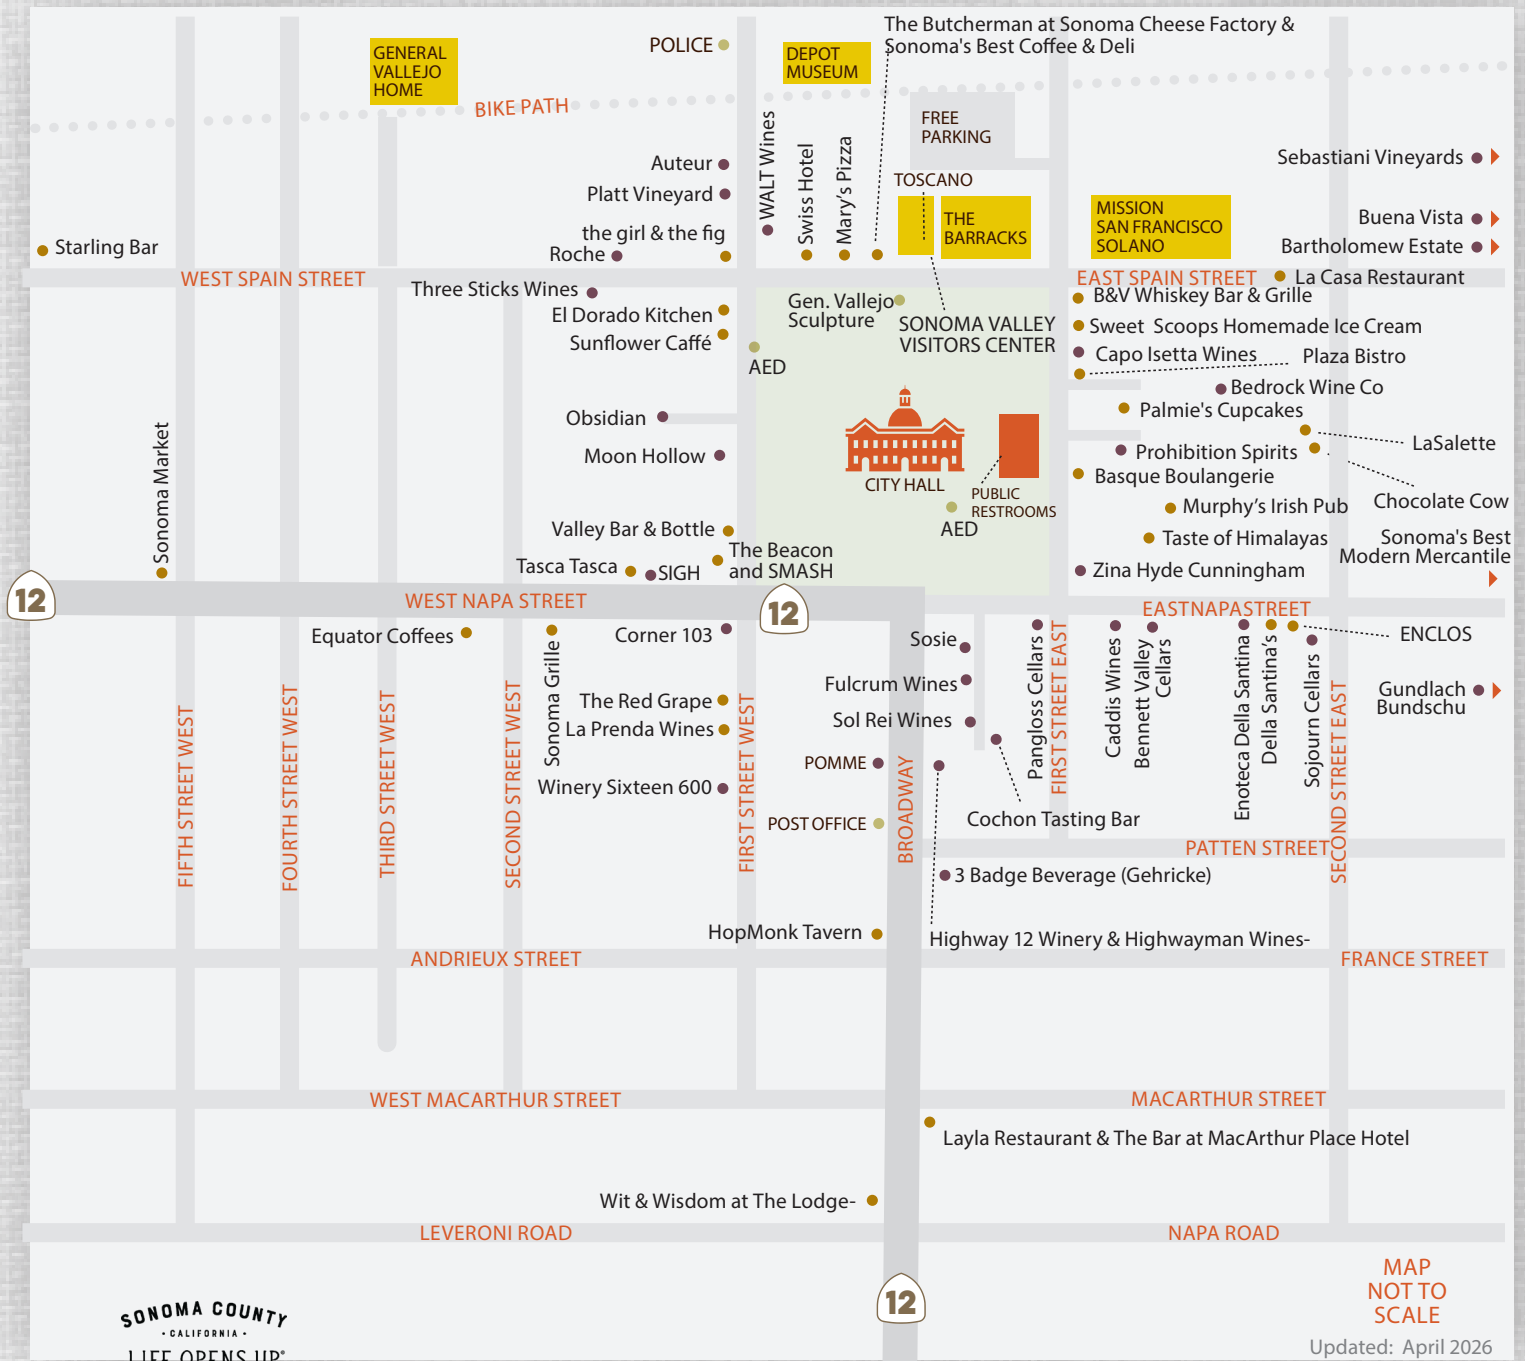 The Butcherman at Sonoma Cheese Factory &
Sonoma's Best Coffee & Deli
POLICE
GENERAL
VALLEJO
HOME
DEPOT
MUSEUM
BIKE PATH
FREE
PARKING
WALT Wines
Swiss Hotel
Mary's Pizza
Auteur
Platt Vineyard
the girl & the fig
Roche
Starling Bar
TOSCANO
THE
BARRACKS
MISSION
SAN FRANCISCO
SOLANO
Sebastiani Vineyards
Buena Vista
Bartholomew Estate
WEST SPAIN STREET
EAST SPAIN STREET
La Casa Restaurant
Three Sticks Wines
El Dorado Kitchen
Sunflower Caffé
Gen. Vallejo
Sculpture
SONOMA VALLEY
VISITORS CENTER
AED
B&V Whiskey Bar & Grille
Sweet Scoops Homemade Ice Cream
Capo Isetta Wines
Plaza Bistro
Bedrock Wine Co
Palmie's Cupcakes
LaSalette
Prohibition Spirits
Basque Boulangerie
Chocolate Cow
Murphy's Irish Pub
Taste of Himalayas
Sonoma's Best
Modern Mercantile
Zina Hyde Cunningham
Obsidian
Moon Hollow
CITY HALL
PUBLIC
RESTROOMS
AED
Sonoma Market
Valley Bar & Bottle
The Beacon
and SMASH
Tasca Tasca
SIGH
12
WEST NAPA STREET
12
EASTNAPASTREET
Equator Coffees
Sonoma Grille
Corner 103
The Red Grape
La Prenda Wines
Winery Sixteen 600
Sosie
Fulcrum Wines
Sol Rei Wines
POMME
POST OFFICE
Pangloss Cellars
Caddis Wines
Bennett Valley
Cellars
Enoteca Della Santina
Della Santina's
Sojourn Cellars
ENCLOS
Gundlach
Bundschu
Cochon Tasting Bar
FIFTH STREET WEST
FOURTH STREET WEST
THIRD STREET WEST
SECOND STREET WEST
FIRST STREET WEST
BROADWAY
FIRST STREET EAST
SECOND STREET EAST
PATTEN STREET
3 Badge Beverage (Gehricke)
HopMonk Tavern
Highway 12 Winery & Highwayman Wines-
ANDRIEUX STREET
FRANCE STREET
WEST MACARTHUR STREET
MACARTHUR STREET
Layla Restaurant & The Bar at MacArthur Place Hotel
Wit & Wisdom at The Lodge-
LEVERONI ROAD
NAPA ROAD
12
MAP
NOT TO
SCALE
Updated: April 2026
SONOMA COUNTY
• CALIFORNIA •
LIFE OPENS UP®